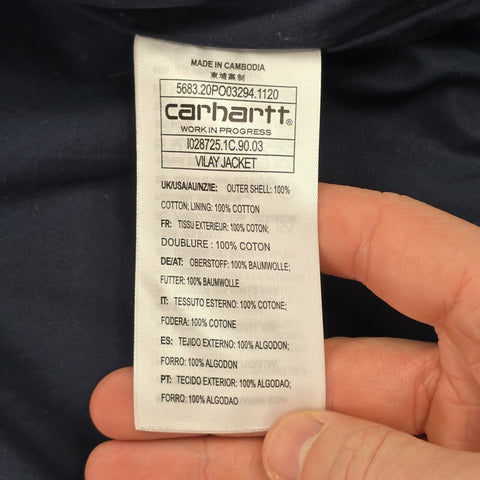 MADE IN CAMBODIA
柬埔寨制
5683.20PO03294.1120
carhartt®
WORK IN PROGRESS
I028725.1C.90.03
VILAY JACKET
UK/USA/AU/NZ/IE: OUTER SHELL: 100%
COTTON; LINING: 100% COTTON
FR: TISSU EXTERIEUR: 100% COTON;
DOUBLURE : 100% COTON
DE/AT: OBERSTOFF: 100% BAUMWOLLE;
FUTTER: 100% BAUMWOLLE
IT: TESSUTO ESTERNO: 100% COTONE;
FODERA: 100% COTONE
ES: TEJIDO EXTERNO: 100% ALGODON;
FORRO: 100% ALGODON
PT: TECIDO EXTERIOR: 100% ALGODAO;
FORRO: 100% ALGODAO